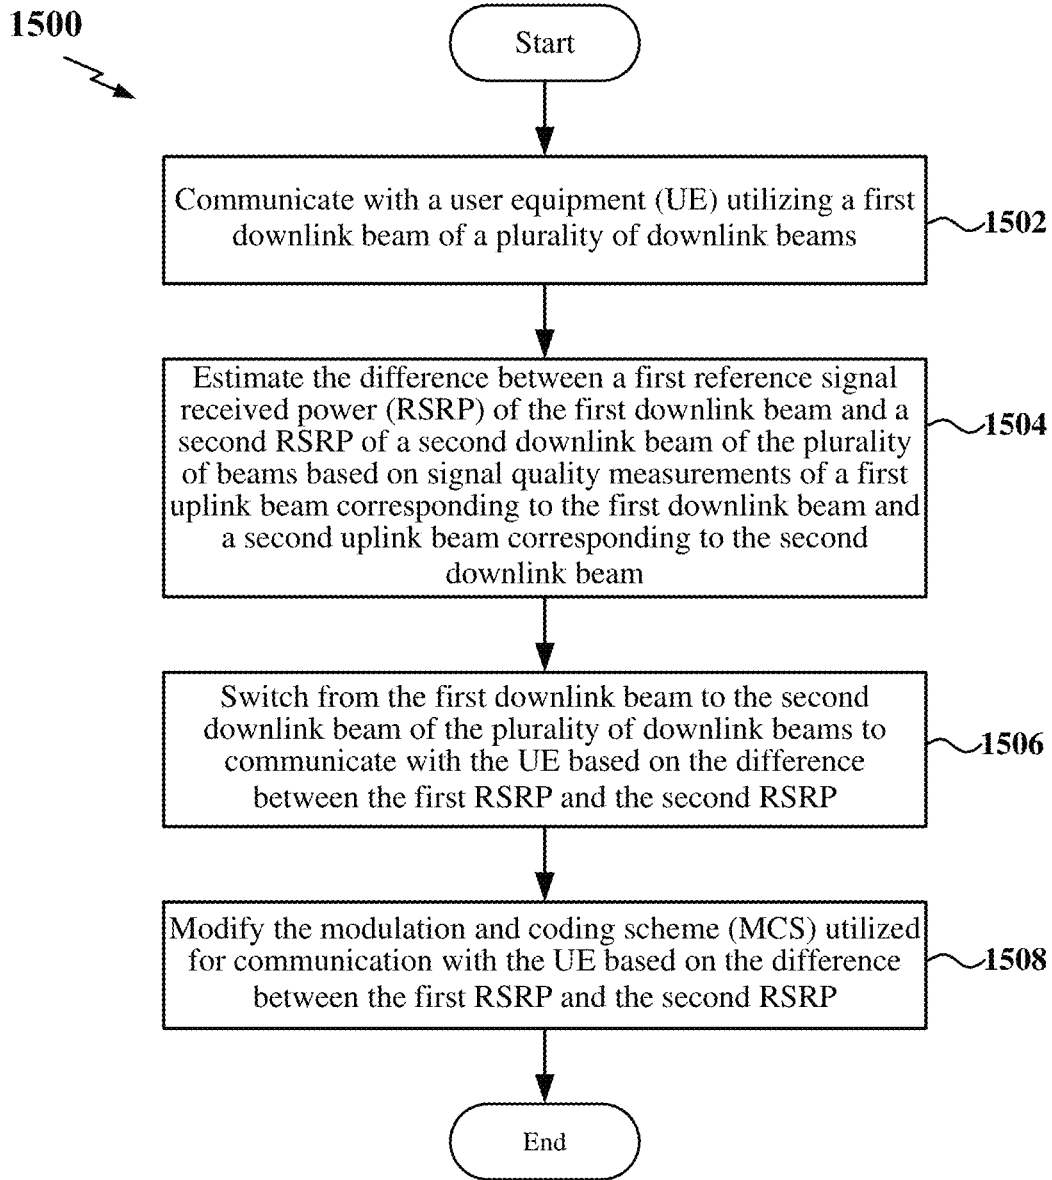 1500
Start
Communicate with a user equipment (UE) utilizing a first
downlink beam of a plurality of downlink beams
1502
Estimate the difference between a first reference signal
received power (RSRP) of the first downlink beam and a
second RSRP of a second downlink beam of the plurality
of beams based on signal quality measurements of a first
uplink beam corresponding to the first downlink beam and
a second uplink beam corresponding to the second
downlink beam
1504
Switch from the first downlink beam to the second
downlink beam of the plurality of downlink beams to
communicate with the UE based on the difference
between the first RSRP and the second RSRP
1506
Modify the modulation and coding scheme (MCS) utilized
for communication with the UE based on the difference
between the first RSRP and the second RSRP
1508
End